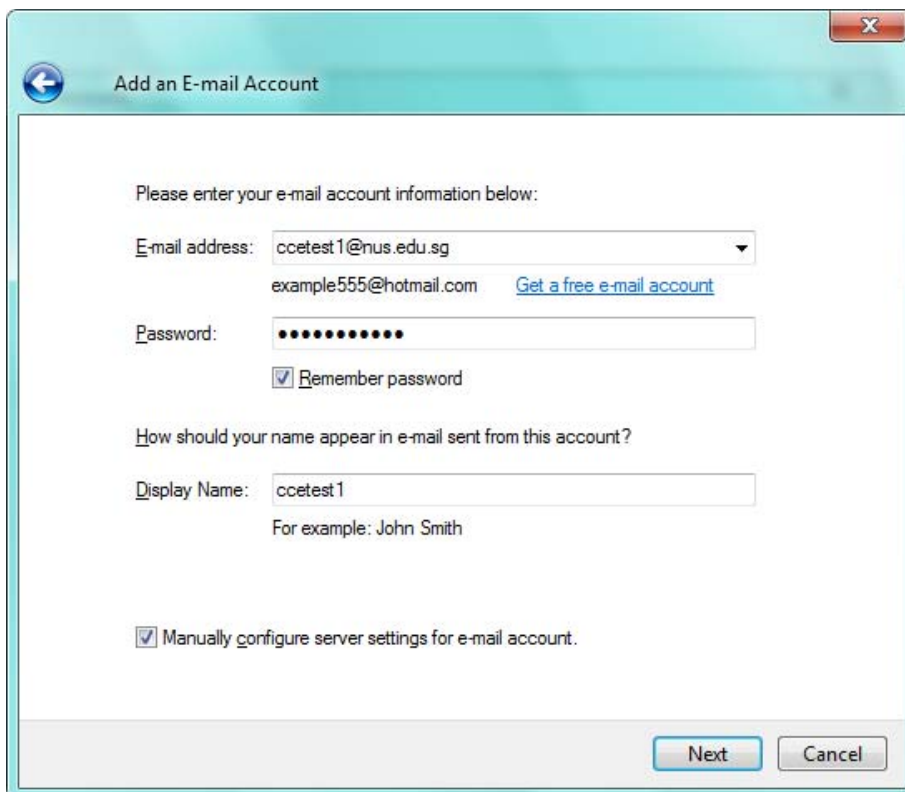 Add an E-mail Account
Please enter your e-mail account information below:
E-mail address: ccetest1@nus.edu.sg
example555@hotmail.com Get a free e-mail account
Password: •••••••••••
Remember password
How should your name appear in e-mail sent from this account?
Display Name: ccetest1
For example: John Smith
Manually configure server settings for e-mail account.
Next Cancel